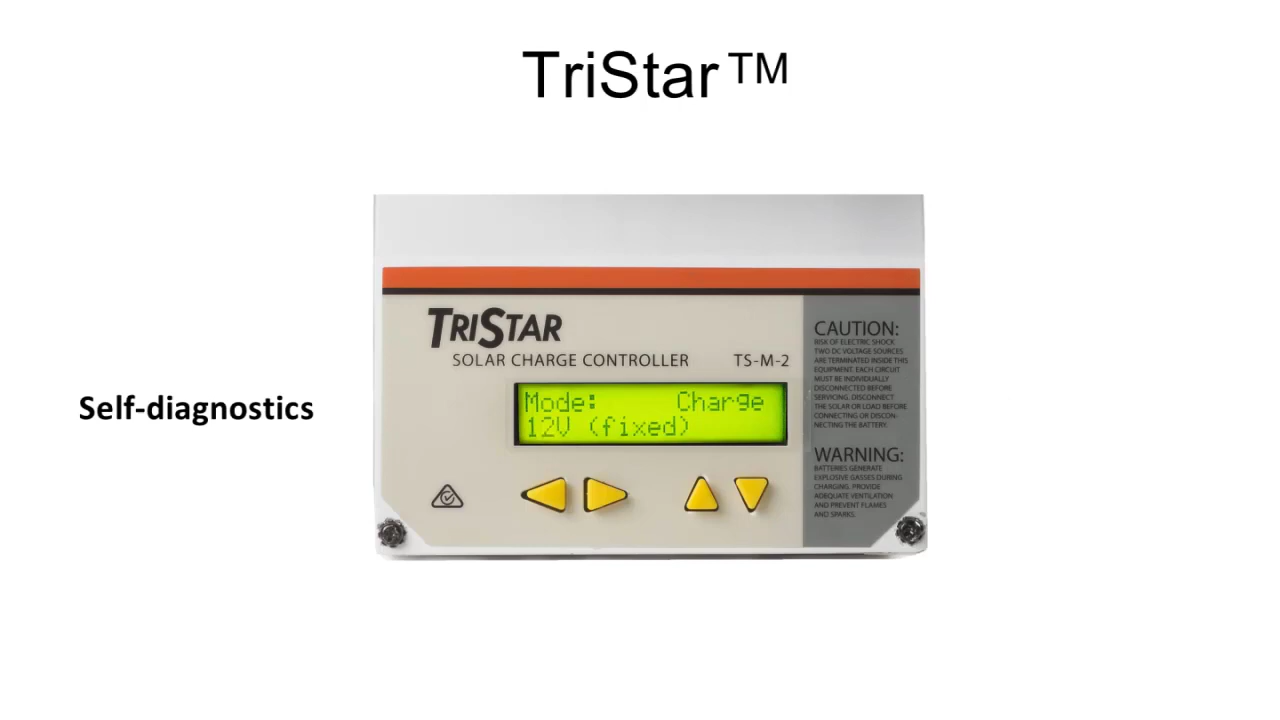 TriStar™
TRISTAR
SOLAR CHARGE CONTROLLER TS-M-2
Mode: Charge
12V (fixed)
Self-diagnostics
CAUTION:
RISK OF ELECTRIC SHOCK
TWO DC VOLTAGE SOURCES
ARE TERMINATED INSIDE THIS
EQUIPMENT. EACH CIRCUIT
MUST BE INDIVIDUALLY
DISCONNECTED BEFORE
SERVICING. DISCONNECT
THE SOLAR OR LOAD BEFORE
CONNECTING OR DISCON-
NECTING THE BATTERY.
WARNING:
BATTERIES GENERATE
EXPLOSIVE GASSES DURING
CHARGING. PROVIDE
ADEQUATE VENTILATION
AND PREVENT FLAMES
AND SPARKS.